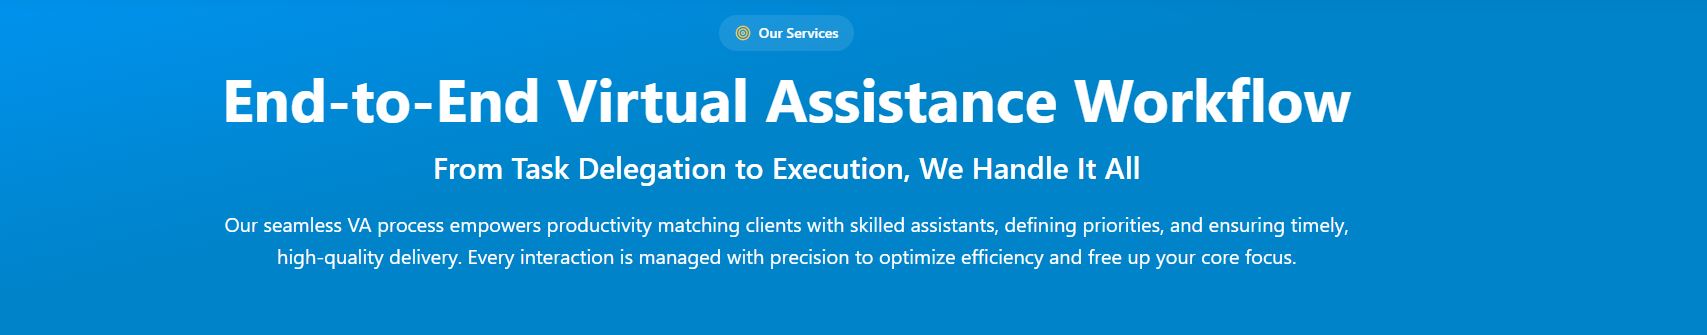 Our Services
End-to-End Virtual Assistance Workflow
From Task Delegation to Execution, We Handle It All
Our seamless VA process empowers productivity matching clients with skilled assistants, defining priorities, and ensuring timely,
high-quality delivery. Every interaction is managed with precision to optimize efficiency and free up your core focus.